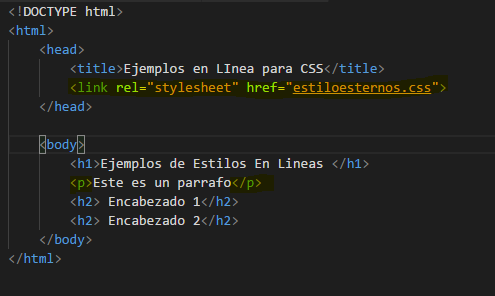 <!DOCTYPE html>
<html>
<head>
<title>Ejemplos en LInea para CSS</title>
<link rel="stylesheet" href="estiloesternos.css">
</head>
<body>
<h1>Ejemplos de Estilos En Lineas </h1>
<p>Este es un parrafo</p>
<h2> Encabezado 1</h2>
<h2> Encabezado 2</h2>
</body>
</html>